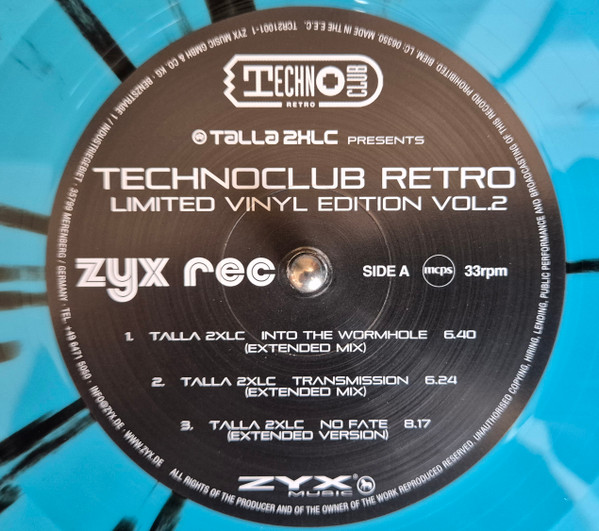 TECHNO CLUB
RETRO
TALLA 2XLC PRESENTS
TECHNOCLUB RETRO
LIMITED VINYL EDITION VOL.2
zyx rec
SIDE A mcps 33rpm
1. TALLA 2XLC INTO THE WORMHOLE 6.40
(EXTENDED MIX)
2. TALLA 2XLC TRANSMISSION 6.24
(EXTENDED MIX)
3. TALLA 2XLC NO FATE 8.17
(EXTENDED VERSION)
ZYX®
MUSIC
ALL RIGHTS OF THE PRODUCER AND OF THE OWNER OF THE WORK REPRODUCED RESERVED. UNAUTHORISED COPYING, HIRING, LENDING, PUBLIC PERFORMANCE AND BROADCASTING OF THIS RECORD PROHIBITED. BIEM. LC: 06350. MADE IN THE E.E.C. TCR21001-1 ZYX MUSIC GMBH & CO. KG · BENZSTRAßE 1 / INDUSTRIEGEBIET · 35799 MERENBERG / GERMANY · TEL. +49 6471 5050 · INFO@ZYX.DE · WWW.ZYX.DE